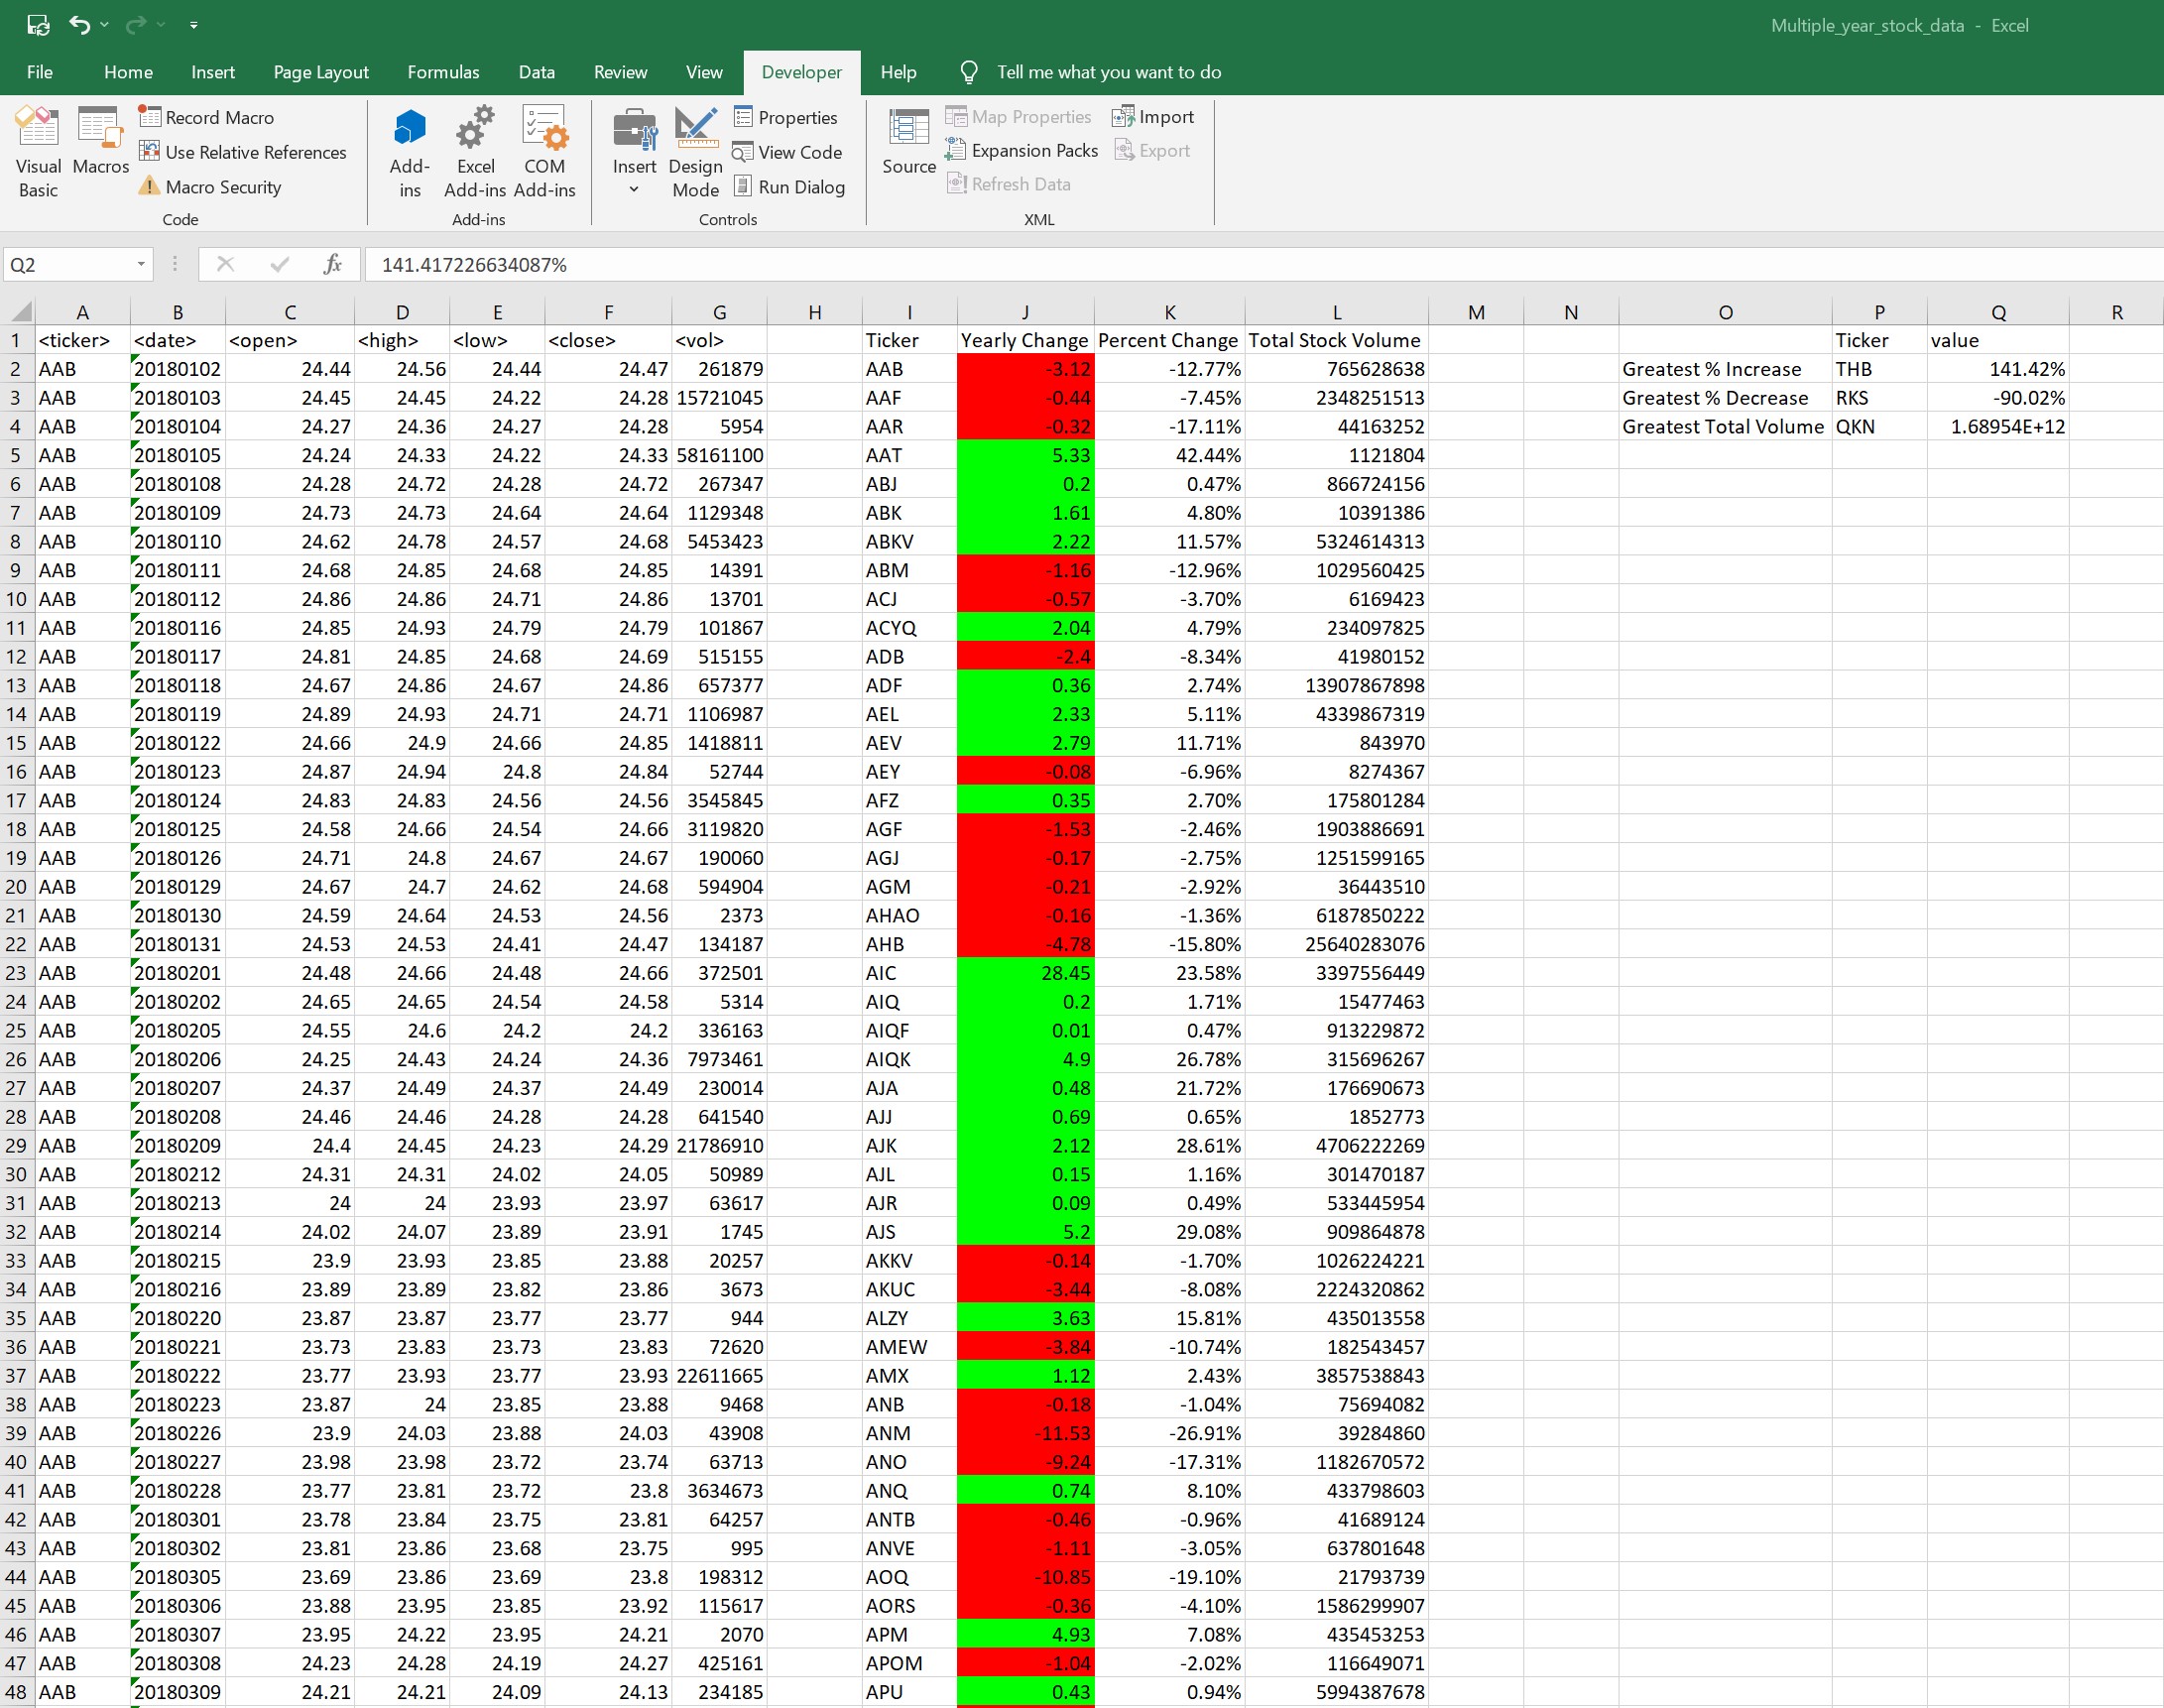 Multiple_year_stock_data - Excel
File Home Insert Page Layout Formulas Data Review View Developer Help Tell me what you want to do
Visual Basic
Macros
Record Macro
Use Relative References
Macro Security
Code
Add-ins
Excel Add-ins
COM Add-ins
Add-ins
Insert
Design Mode
Properties
View Code
Run Dialog
Controls
Source
Map Properties
Expansion Packs
Refresh Data
Import
Export
XML
Q2 fx 141.417226634087%
A B C D E F G H I J K L M N O P Q R
1 <ticker> <date> <open> <high> <low> <close> <vol> Ticker Yearly Change Percent Change Total Stock Volume Ticker value
2 AAB 20180102 24.44 24.56 24.44 24.47 261879 AAB -3.12 -12.77% 765628638 Greatest % Increase THB 141.42%
3 AAB 20180103 24.45 24.45 24.22 24.28 15721045 AAF -0.44 -7.45% 2348251513 Greatest % Decrease RKS -90.02%
4 AAB 20180104 24.27 24.36 24.27 24.28 5954 AAR -0.32 -17.11% 44163252 Greatest Total Volume QKN 1.68954E+12
5 AAB 20180105 24.24 24.33 24.22 24.33 58161100 AAT 5.33 42.44% 1121804
6 AAB 20180108 24.28 24.72 24.28 24.72 267347 ABJ 0.2 0.47% 866724156
7 AAB 20180109 24.73 24.73 24.64 24.64 1129348 ABK 1.61 4.80% 10391386
8 AAB 20180110 24.62 24.78 24.57 24.68 5453423 ABKV 2.22 11.57% 5324614313
9 AAB 20180111 24.68 24.85 24.68 24.85 14391 ABM -1.16 -12.96% 1029560425
10 AAB 20180112 24.86 24.86 24.71 24.86 13701 ACJ -0.57 -3.70% 6169423
11 AAB 20180116 24.85 24.93 24.79 24.79 101867 ACYQ 2.04 4.79% 234097825
12 AAB 20180117 24.81 24.85 24.68 24.69 515155 ADB -2.4 -8.34% 41980152
13 AAB 20180118 24.67 24.86 24.67 24.86 657377 ADF 0.36 2.74% 13907867898
14 AAB 20180119 24.89 24.93 24.71 24.71 1106987 AEL 2.33 5.11% 4339867319
15 AAB 20180122 24.66 24.9 24.66 24.85 1418811 AEV 2.79 11.71% 843970
16 AAB 20180123 24.87 24.94 24.8 24.84 52744 AEY -0.08 -6.96% 8274367
17 AAB 20180124 24.83 24.83 24.56 24.56 3545845 AFZ 0.35 2.70% 175801284
18 AAB 20180125 24.58 24.66 24.54 24.66 3119820 AGF -1.53 -2.46% 1903886691
19 AAB 20180126 24.71 24.8 24.67 24.67 190060 AGJ -0.17 -2.75% 1251599165
20 AAB 20180129 24.67 24.7 24.62 24.68 594904 AGM -0.21 -2.92% 36443510
21 AAB 20180130 24.59 24.64 24.53 24.56 2373 AHAO -0.16 -1.36% 6187850222
22 AAB 20180131 24.53 24.53 24.41 24.47 134187 AHB -4.78 -15.80% 25640283076
23 AAB 20180201 24.48 24.66 24.48 24.66 372501 AIC 28.45 23.58% 3397556449
24 AAB 20180202 24.65 24.65 24.54 24.58 5314 AIQ 0.2 1.71% 15477463
25 AAB 20180205 24.55 24.6 24.2 24.2 336163 AIQF 0.01 0.47% 913229872
26 AAB 20180206 24.25 24.43 24.24 24.36 7973461 AIQK 4.9 26.78% 315696267
27 AAB 20180207 24.37 24.49 24.37 24.49 230014 AJA 0.48 21.72% 176690673
28 AAB 20180208 24.46 24.46 24.28 24.28 641540 AJJ 0.69 0.65% 1852773
29 AAB 20180209 24.4 24.45 24.23 24.29 21786910 AJK 2.12 28.61% 4706222269
30 AAB 20180212 24.31 24.31 24.02 24.05 50989 AJL 0.15 1.16% 301470187
31 AAB 20180213 24 24 23.93 23.97 63617 AJR 0.09 0.49% 533445954
32 AAB 20180214 24.02 24.07 23.89 23.91 1745 AJS 5.2 29.08% 909864878
33 AAB 20180215 23.9 23.93 23.85 23.88 20257 AKKV -0.14 -1.70% 1026224221
34 AAB 20180216 23.89 23.89 23.82 23.86 3673 AKUC -3.44 -8.08% 2224320862
35 AAB 20180220 23.87 23.87 23.77 23.77 944 ALZY 3.63 15.81% 435013558
36 AAB 20180221 23.73 23.83 23.73 23.83 72620 AMEW -3.84 -10.74% 182543457
37 AAB 20180222 23.77 23.93 23.77 23.93 22611665 AMX 1.12 2.43% 3857538843
38 AAB 20180223 23.87 24 23.85 23.88 9468 ANB -0.18 -1.04% 75694082
39 AAB 20180226 23.9 24.03 23.88 24.03 43908 ANM -11.53 -26.91% 39284860
40 AAB 20180227 23.98 23.98 23.72 23.74 63713 ANO -9.24 -17.31% 1182670572
41 AAB 20180228 23.77 23.81 23.72 23.8 3634673 ANQ 0.74 8.10% 433798603
42 AAB 20180301 23.78 23.84 23.75 23.81 64257 ANTB -0.46 -0.96% 41689124
43 AAB 20180302 23.81 23.86 23.68 23.75 995 ANVE -1.11 -3.05% 637801648
44 AAB 20180305 23.69 23.86 23.69 23.8 198312 AOQ -10.85 -19.10% 21793739
45 AAB 20180306 23.88 23.95 23.85 23.92 115617 AORS -0.36 -4.10% 1586299907
46 AAB 20180307 23.95 24.22 23.95 24.21 2070 APM 4.93 7.08% 435453253
47 AAB 20180308 24.23 24.28 24.19 24.27 425161 APOM -1.04 -2.02% 116649071
48 AAB 20180309 24.21 24.21 24.09 24.13 234185 APU 0.43 0.94% 5994387678